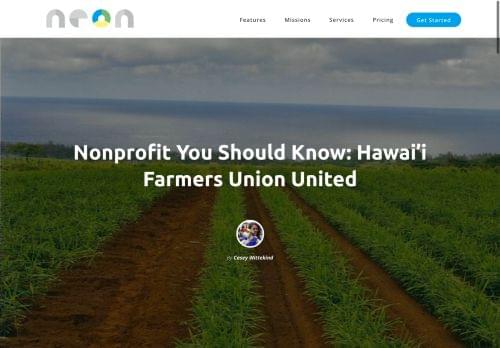 neon
Features Missions Services Pricing Get Started
Nonprofit You Should Know: Hawai'i
Farmers Union United
By Casey Wittekind